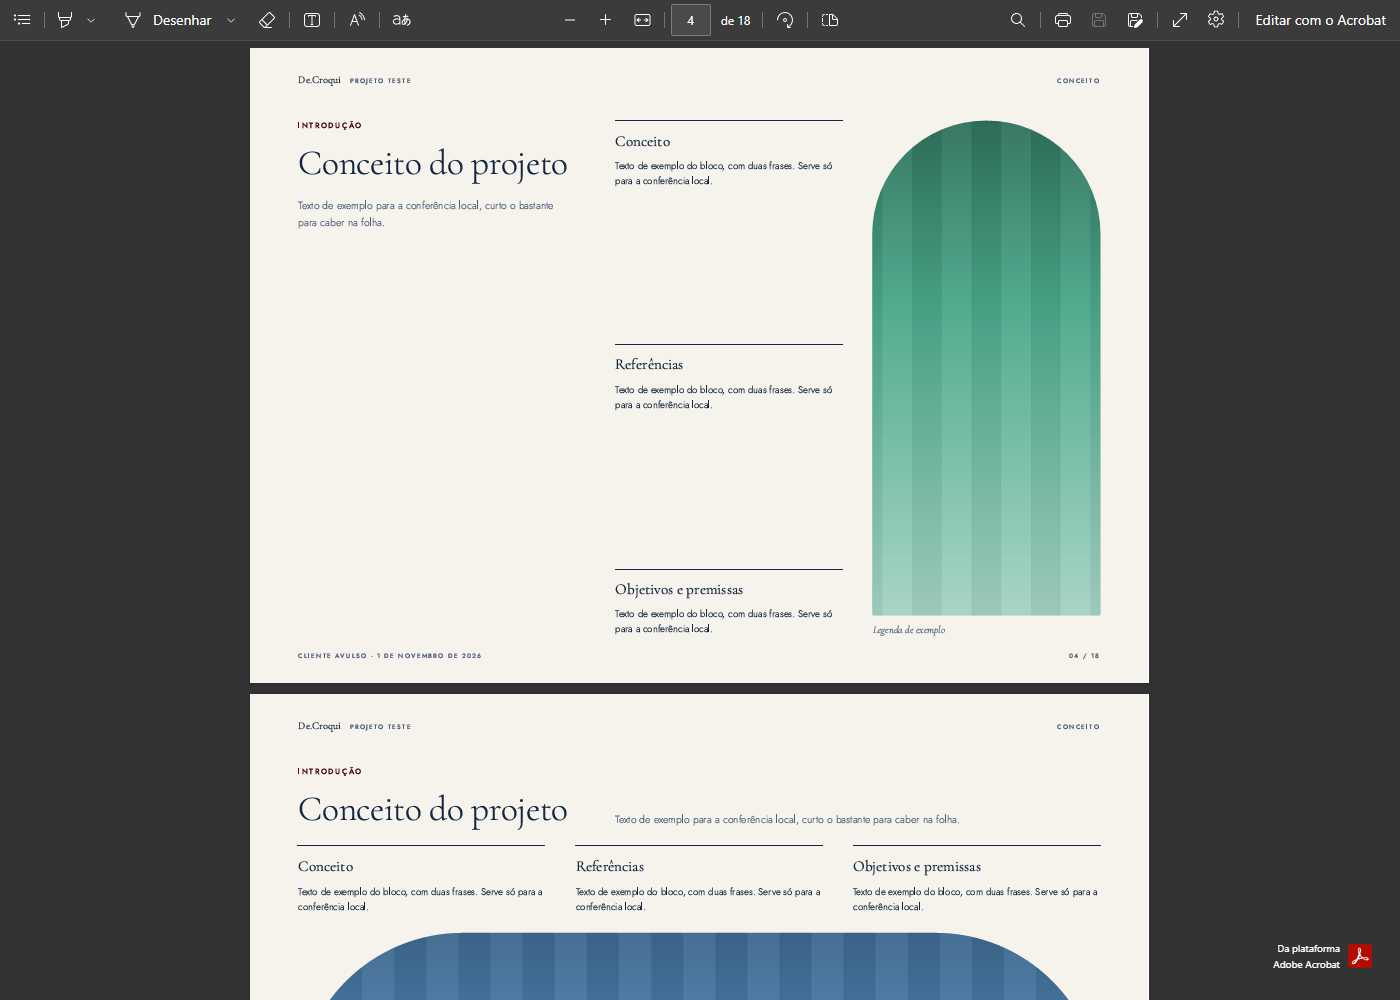 Desenhar
4
de 18
Editar com o Acrobat
De.Croqui PROJETO TESTE
CONCEITO
INTRODUÇÃO
Conceito do projeto
Texto de exemplo para a conferência local, curto o bastante
para caber na folha.
Conceito
Texto de exemplo do bloco, com duas frases. Serve só
para a conferência local.
Referências
Texto de exemplo do bloco, com duas frases. Serve só
para a conferência local.
Objetivos e premissas
Texto de exemplo do bloco, com duas frases. Serve só
para a conferência local.
Legenda de exemplo
CLIENTE AVULSO · 1 DE NOVEMBRO DE 2026
04 / 18
De.Croqui PROJETO TESTE
CONCEITO
INTRODUÇÃO
Conceito do projeto
Texto de exemplo para a conferência local, curto o bastante para caber na folha.
Conceito
Texto de exemplo do bloco, com duas frases. Serve só para a
conferência local.
Referências
Texto de exemplo do bloco, com duas frases. Serve só para a
conferência local.
Objetivos e premissas
Texto de exemplo do bloco, com duas frases. Serve só para a
conferência local.
Da plataforma
Adobe Acrobat